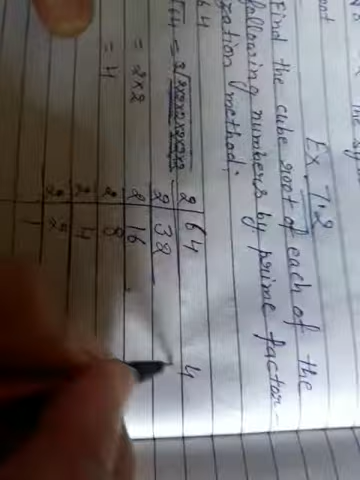 Ex 7.2
Find the cube root of each of the
following numbers by prime factor-
ization method.
64
∛64 = ∛2×2×2×2×2×2
= 2×2
= 4
2 | 64
2 | 32
2 | 16
2 | 8
2 | 4
2 | 2
1
4